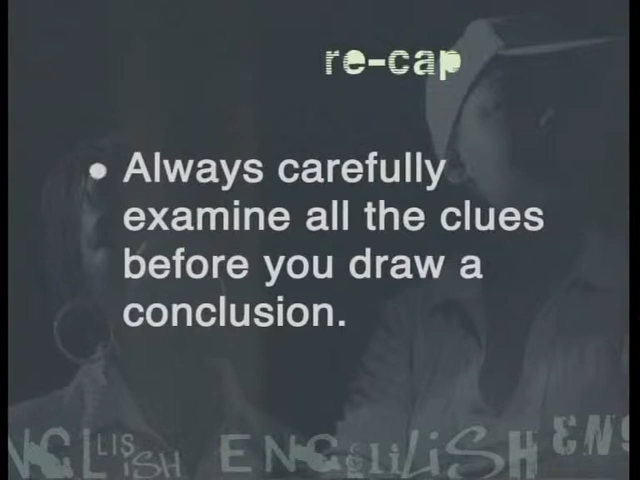 re-cap
• Always carefully
examine all the clues
before you draw a
conclusion.